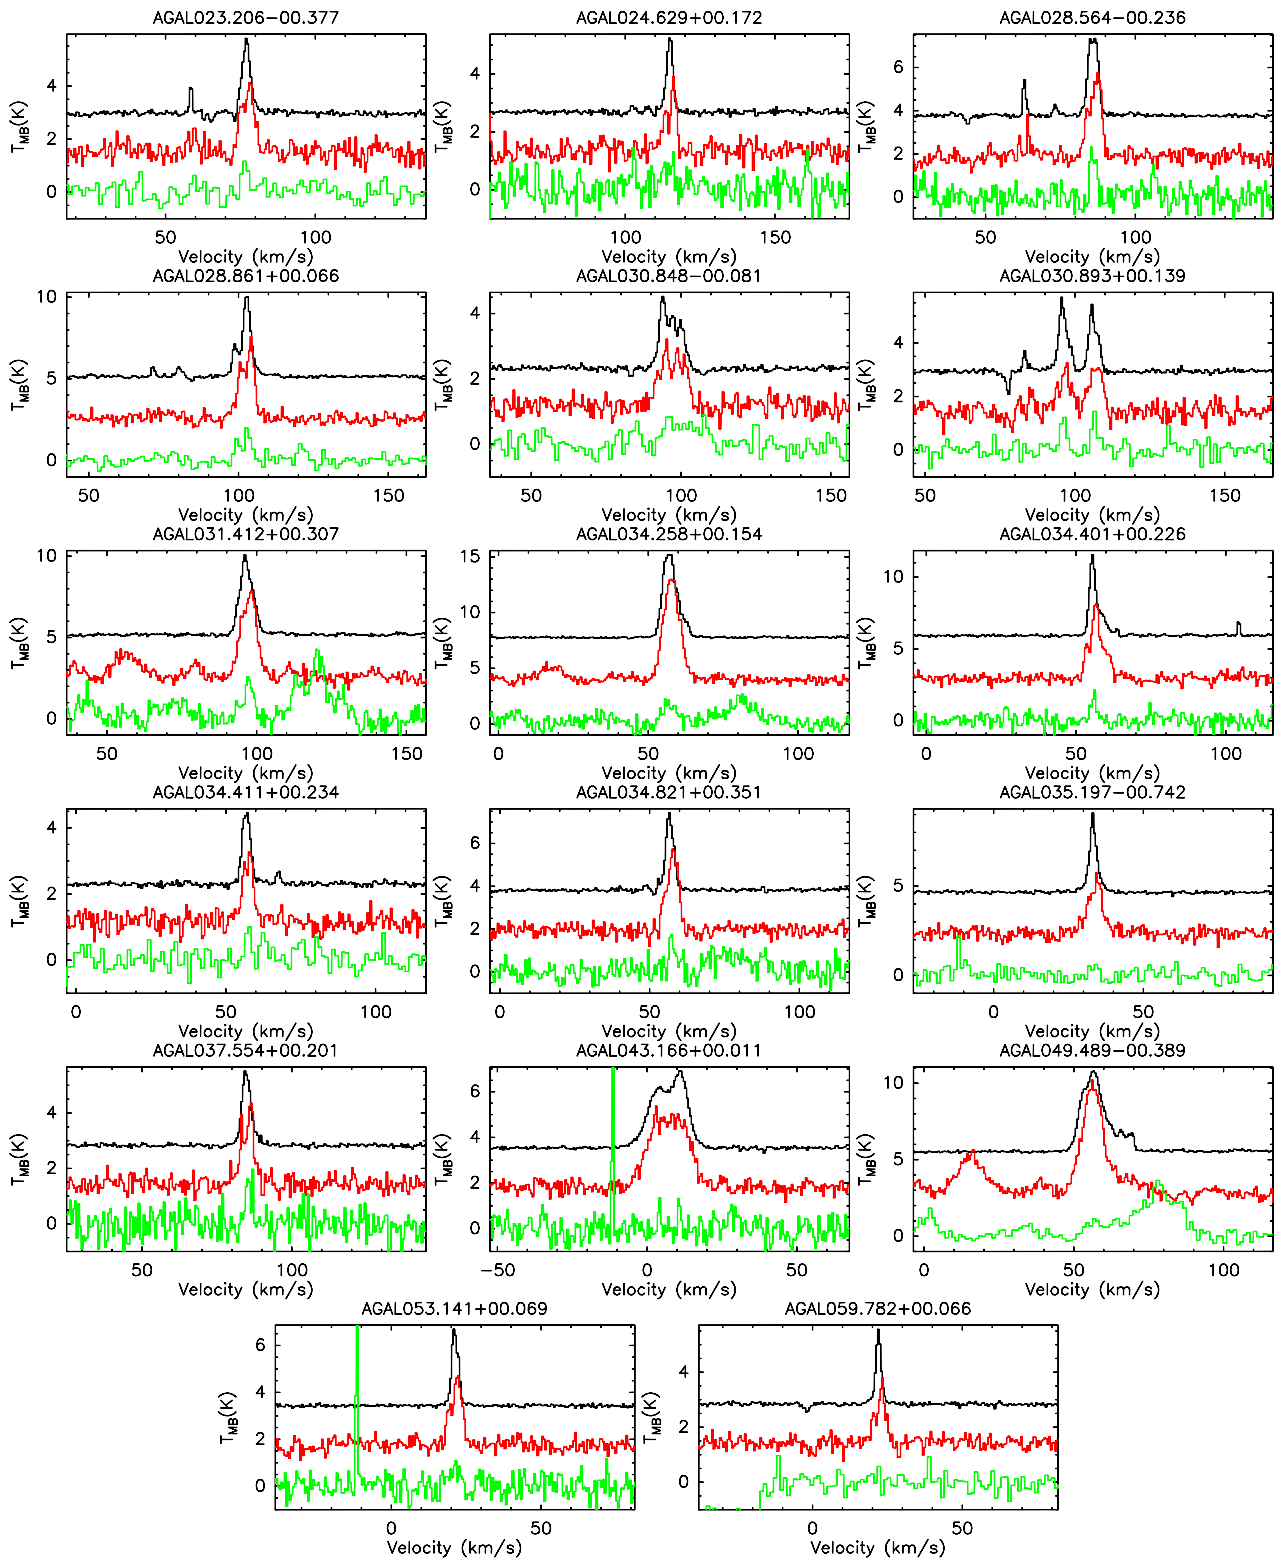 AGAL023.206−00.377 AGAL024.629+00.172 AGAL028.564−00.236
T_MB(K) 4 2 0 T_MB(K) 4 2 0 T_MB(K) 6 4 2 0
50 100 100 150 50 100
Velocity (km/s) Velocity (km/s) Velocity (km/s)
AGAL028.861+00.066 AGAL030.848−00.081 AGAL030.893+00.139
T_MB(K) 10 5 0 T_MB(K) 4 2 0 T_MB(K) 4 2 0
50 100 150 50 100 150 50 100 150
Velocity (km/s) Velocity (km/s) Velocity (km/s)
AGAL031.412+00.307 AGAL034.258+00.154 AGAL034.401+00.226
T_MB(K) 10 5 0 T_MB(K) 15 10 5 0 T_MB(K) 10 5 0
50 100 150 0 50 100 0 50 100
Velocity (km/s) Velocity (km/s) Velocity (km/s)
AGAL034.411+00.234 AGAL034.821+00.351 AGAL035.197−00.742
T_MB(K) 4 2 0 T_MB(K) 6 4 2 0 T_MB(K) 5 0
0 50 100 0 50 100 0 50
Velocity (km/s) Velocity (km/s) Velocity (km/s)
AGAL037.554+00.201 AGAL043.166+00.011 AGAL049.489−00.389
T_MB(K) 4 2 0 T_MB(K) 6 4 2 0 T_MB(K) 10 5 0
50 100 −50 0 50 0 50 100
Velocity (km/s) Velocity (km/s) Velocity (km/s)
AGAL053.141+00.069 AGAL059.782+00.066
T_MB(K) 6 4 2 0 T_MB(K) 4 2 0
0 50 0 50
Velocity (km/s) Velocity (km/s)